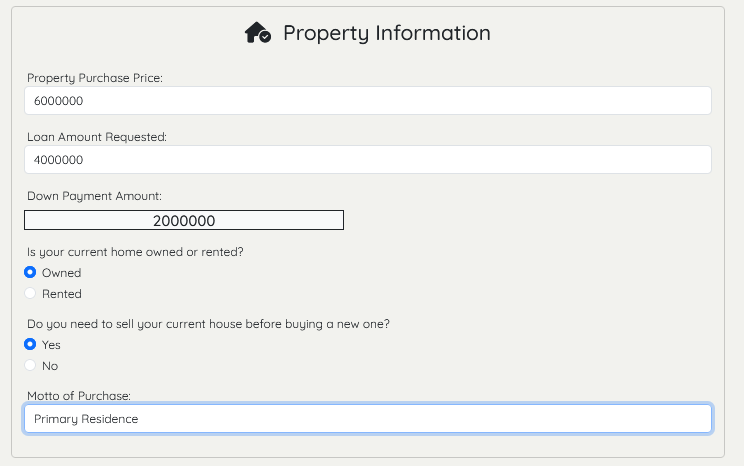 Property Information
Property Purchase Price:
6000000
Loan Amount Requested:
4000000
Down Payment Amount:
2000000
Is your current home owned or rented?
Owned
Rented
Do you need to sell your current house before buying a new one?
Yes
No
Motto of Purchase:
Primary Residence